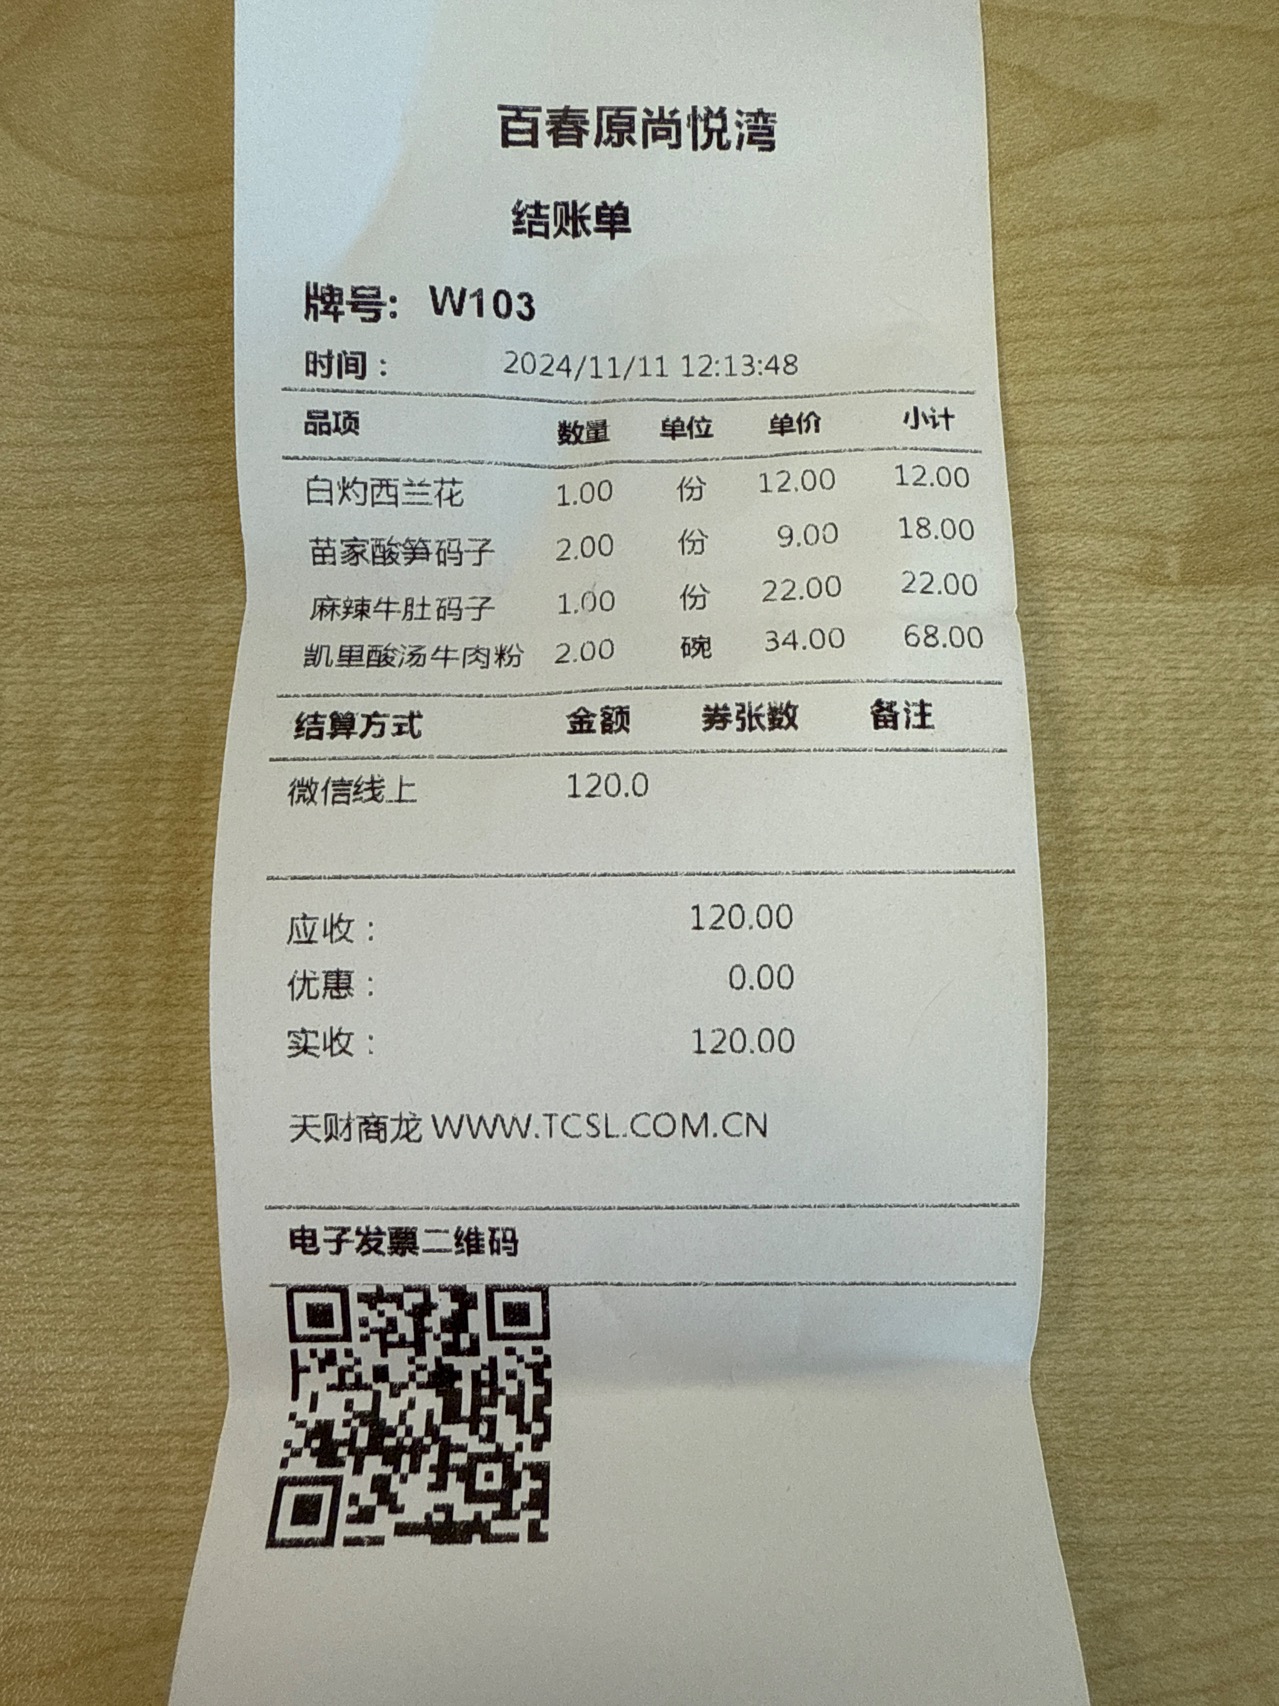 百春原尚悦湾
结账单
牌号: W103
时间： 2024/11/11 12:13:48
品项 数量 单位 单价 小计
白灼西兰花 1.00 份 12.00 12.00
苗家酸笋码子 2.00 份 9.00 18.00
麻辣牛肚码子 1.00 份 22.00 22.00
凯里酸汤牛肉粉 2.00 碗 34.00 68.00
结算方式 金额 券张数 备注
微信线上 120.0
应收： 120.00
优惠： 0.00
实收： 120.00
天财商龙 WWW.TCSL.COM.CN
电子发票二维码